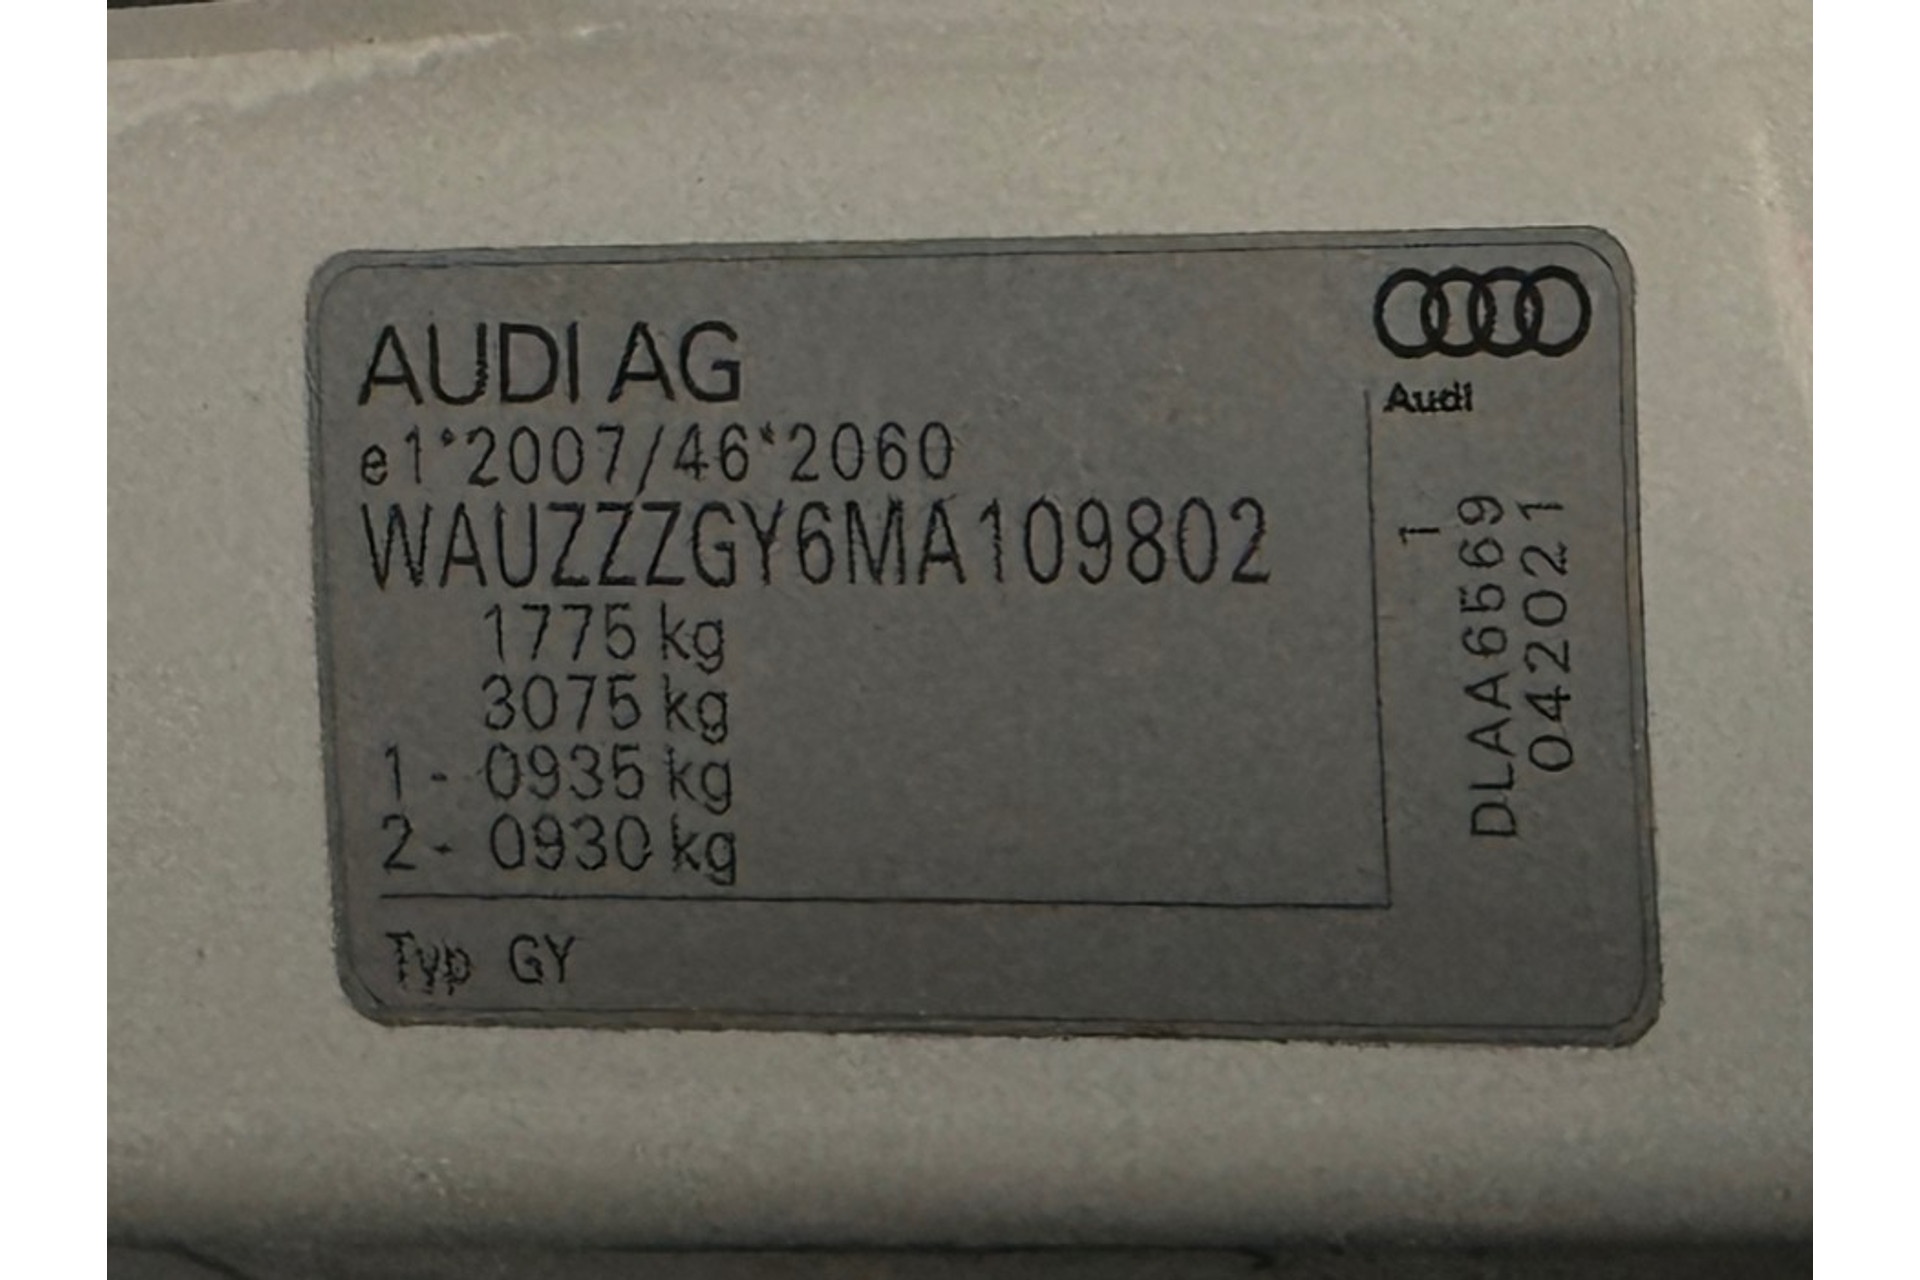 AUDI AG
e1*2007/46*2060
WAUZZZGY6MA109802
1775 kg
3075 kg
1 - 0935 kg
2 - 0930 kg
Typ GY
Audi
1
DLAA6569
042021